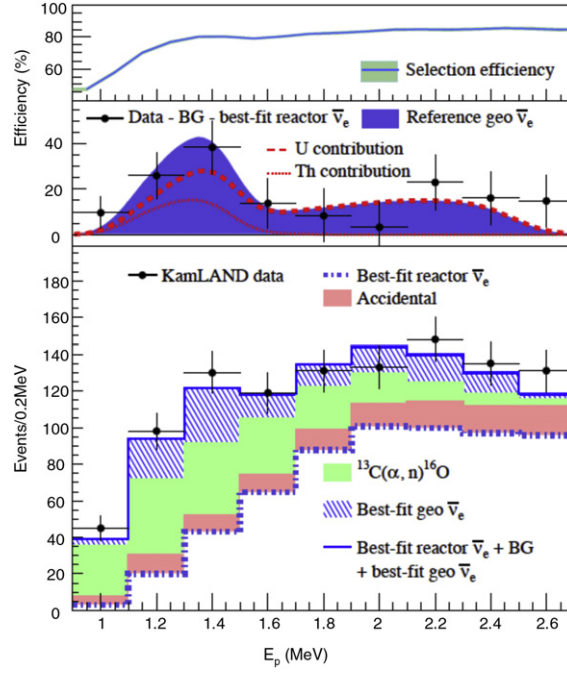 100
80
60
Efficiency (%)
Selection efficiency
Data - BG - best-fit reactor ν̅e
Reference geo ν̅e
40
20
0
U contribution
Th contribution
KamLAND data
Best-fit reactor ν̅e
Accidental
180
160
140
120
100
80
60
40
20
0
Events/0.2MeV
¹³C(α, n)¹⁶O
Best-fit geo ν̅e
Best-fit reactor ν̅e + BG
+ best-fit geo ν̅e
1 1.2 1.4 1.6 1.8 2.0 2.2 2.4 2.6
Ep (MeV)